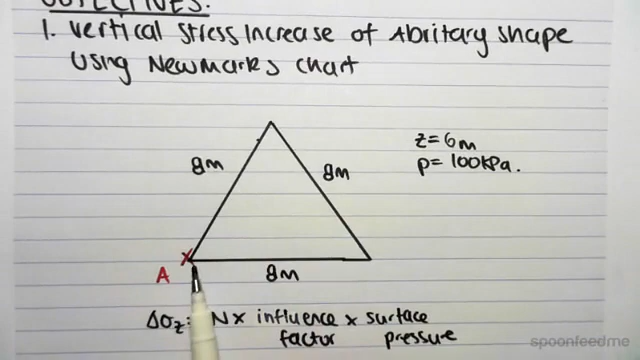 OBJECTIVES:
1. Vertical Stress Increase of Abritary shape
Using Newmarks chart
8m
8m
z=6m
p=100kPa.
A
8m
Δσz = N x influence x surface
factor pressure
spoonfeedme